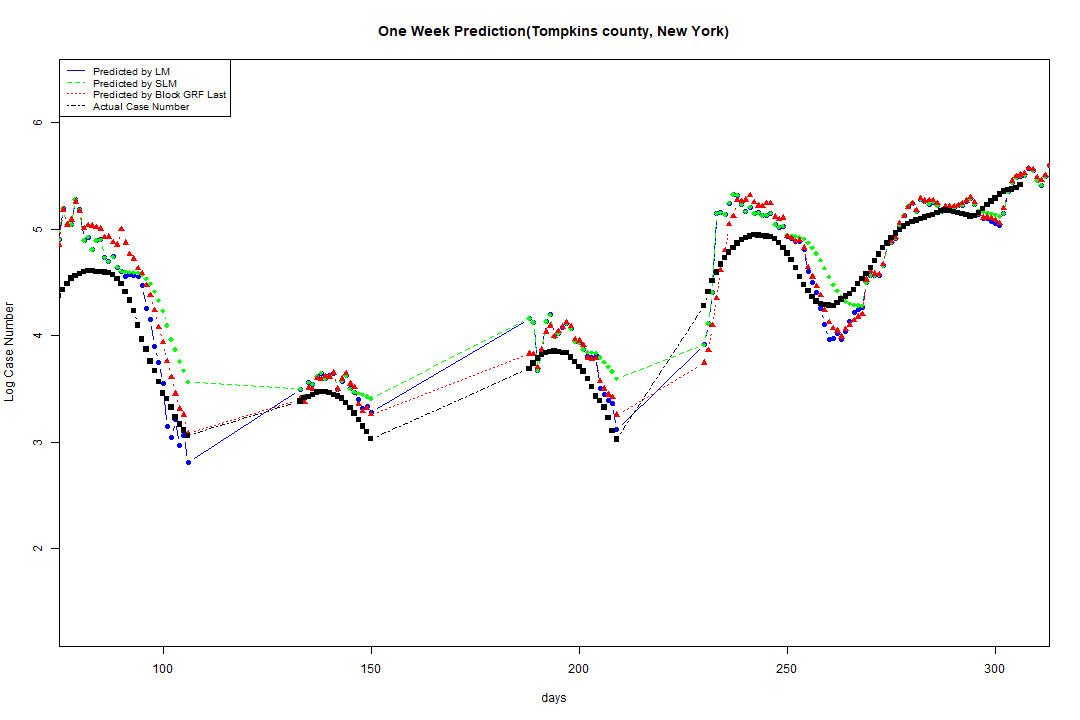 One Week Prediction(Tompkins county, New York)
Predicted by LM
Predicted by SLM
Predicted by Block GRF Last
Actual Case Number
Log Case Number
6
5
4
3
2
100 150 200 250 300
days